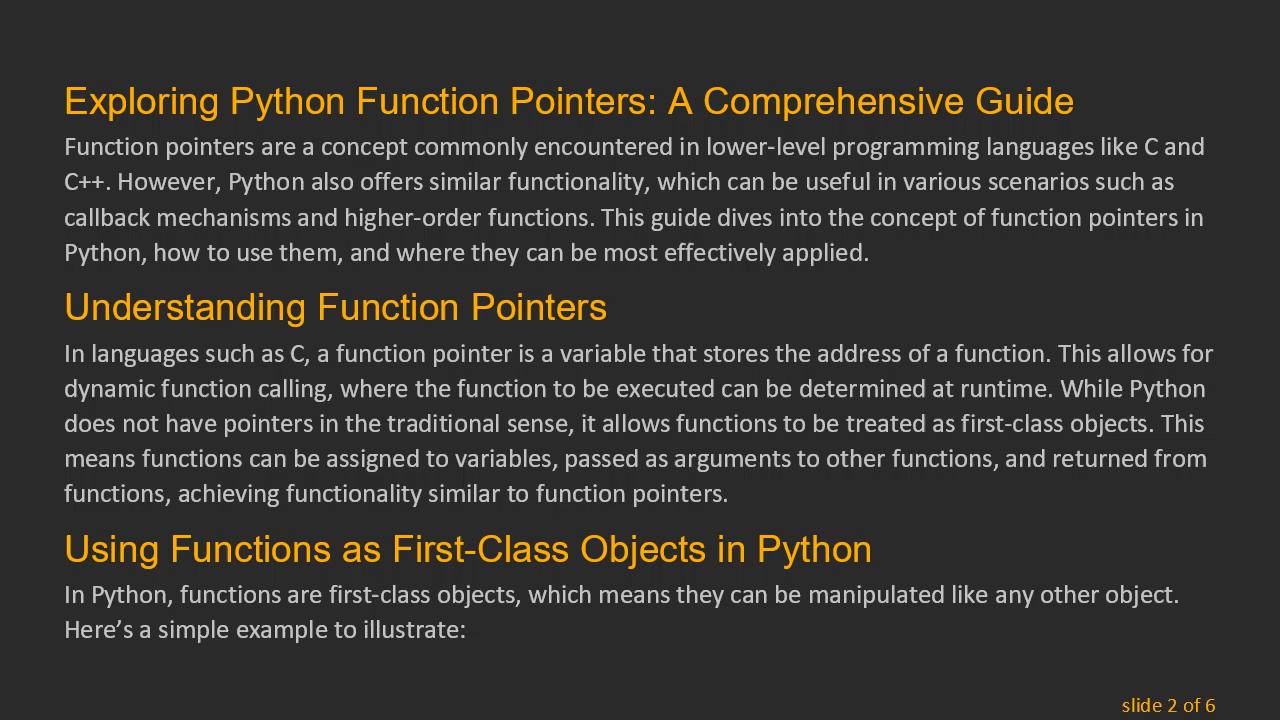 Exploring Python Function Pointers: A Comprehensive Guide
Function pointers are a concept commonly encountered in lower-level programming languages like C and
C++. However, Python also offers similar functionality, which can be useful in various scenarios such as
callback mechanisms and higher-order functions. This guide dives into the concept of function pointers in
Python, how to use them, and where they can be most effectively applied.
Understanding Function Pointers
In languages such as C, a function pointer is a variable that stores the address of a function. This allows for
dynamic function calling, where the function to be executed can be determined at runtime. While Python
does not have pointers in the traditional sense, it allows functions to be treated as first-class objects. This
means functions can be assigned to variables, passed as arguments to other functions, and returned from
functions, achieving functionality similar to function pointers.
Using Functions as First-Class Objects in Python
In Python, functions are first-class objects, which means they can be manipulated like any other object.
Here’s a simple example to illustrate:
slide 2 of 6